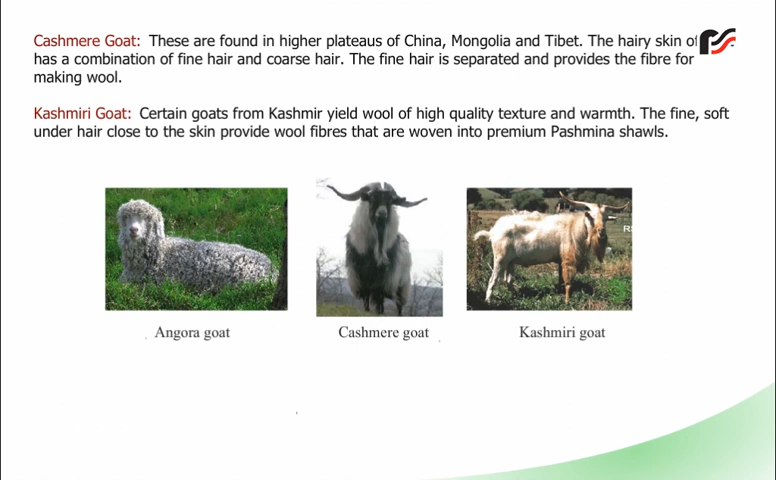 Cashmere Goat: These are found in higher plateaus of China, Mongolia and Tibet. The hairy skin of
has a combination of fine hair and coarse hair. The fine hair is separated and provides the fibre for
making wool.
Kashmiri Goat: Certain goats from Kashmir yield wool of high quality texture and warmth. The fine, soft
under hair close to the skin provide wool fibres that are woven into premium Pashmina shawls.
Angora goat
Cashmere goat
Kashmiri goat